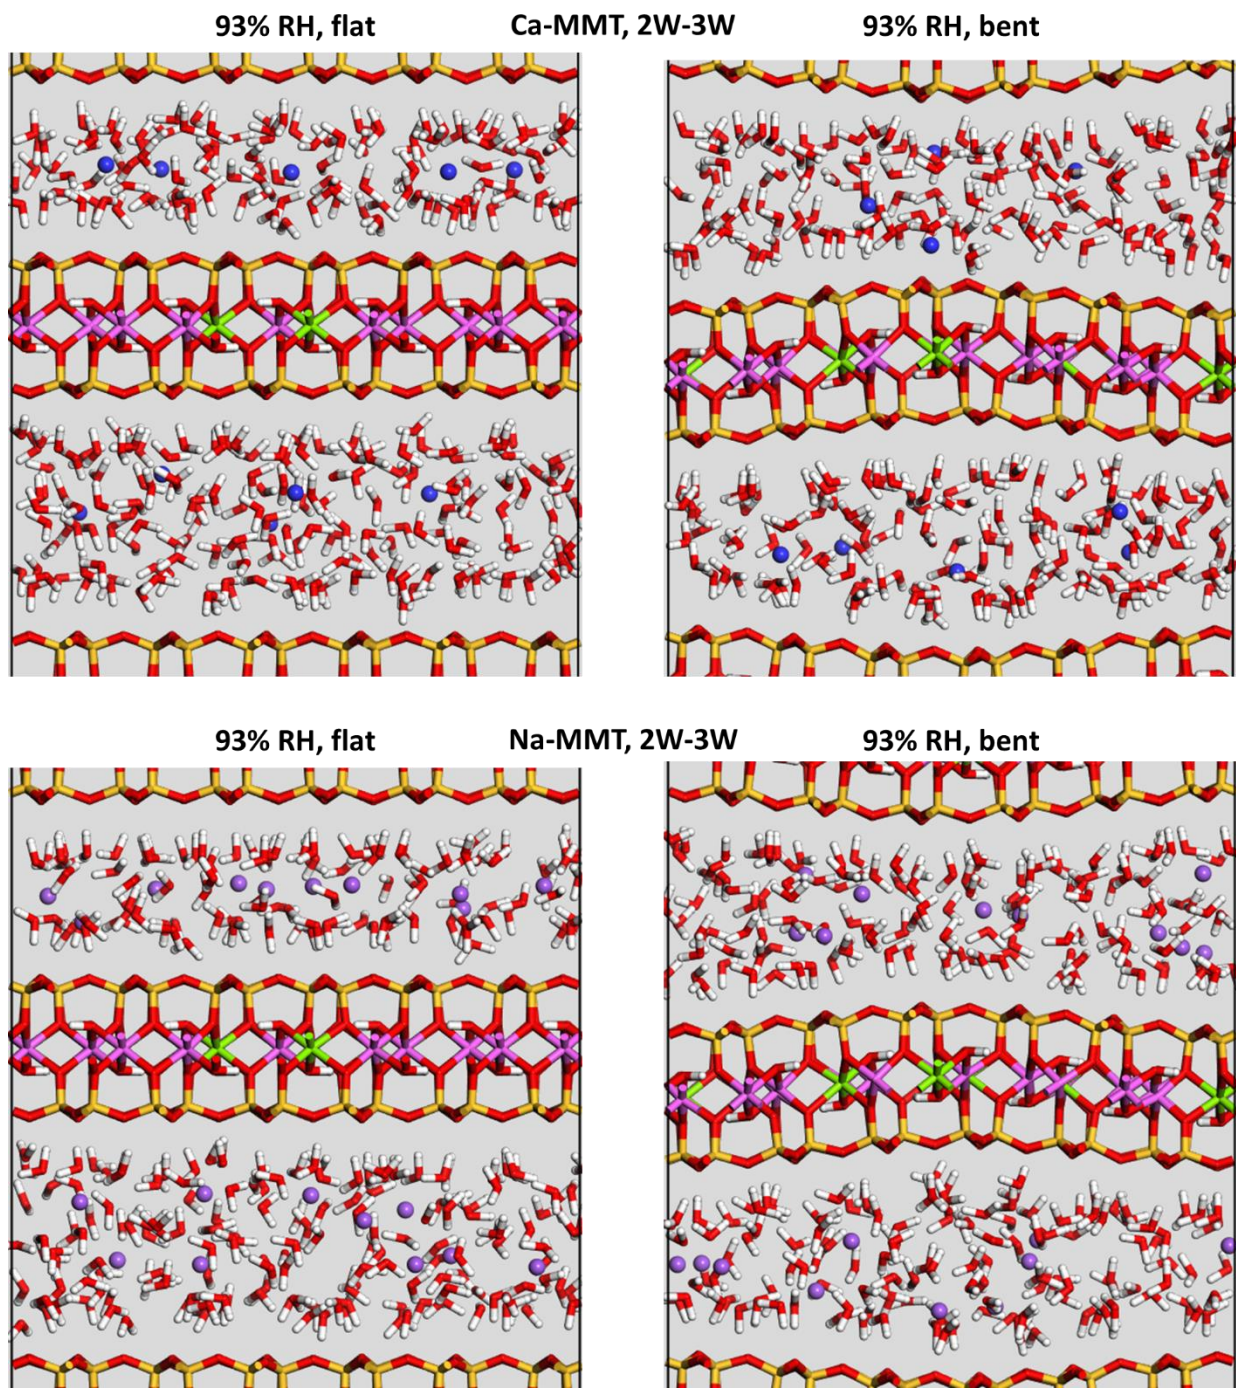 93% RH, flat Ca-MMT, 2W-3W 93% RH, bent
93% RH, flat Na-MMT, 2W-3W 93% RH, bent